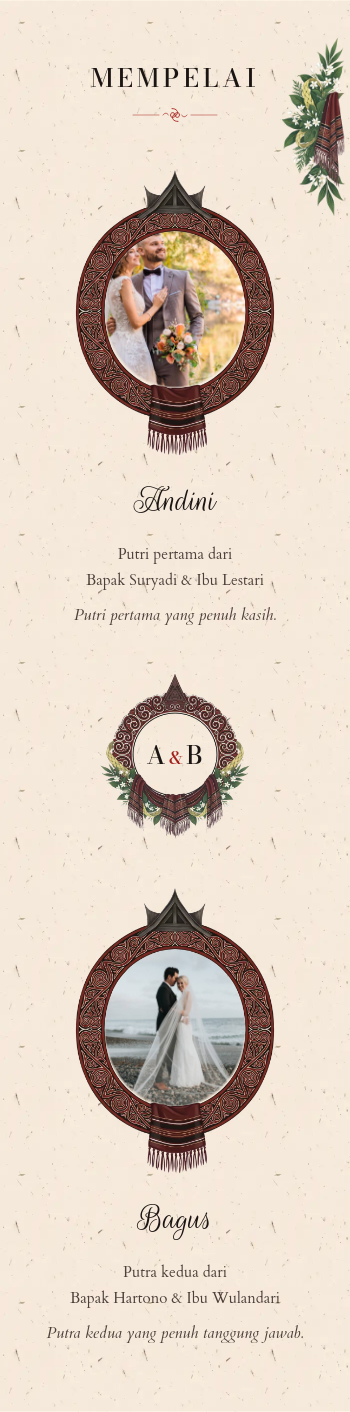 MEMPELAI
Andini
Putri pertama dari
Bapak Suryadi & Ibu Lestari
Putri pertama yang penuh kasih.
A & B
Bagus
Putra kedua dari
Bapak Hartono & Ibu Wulandari
Putra kedua yang penuh tanggung jawab.